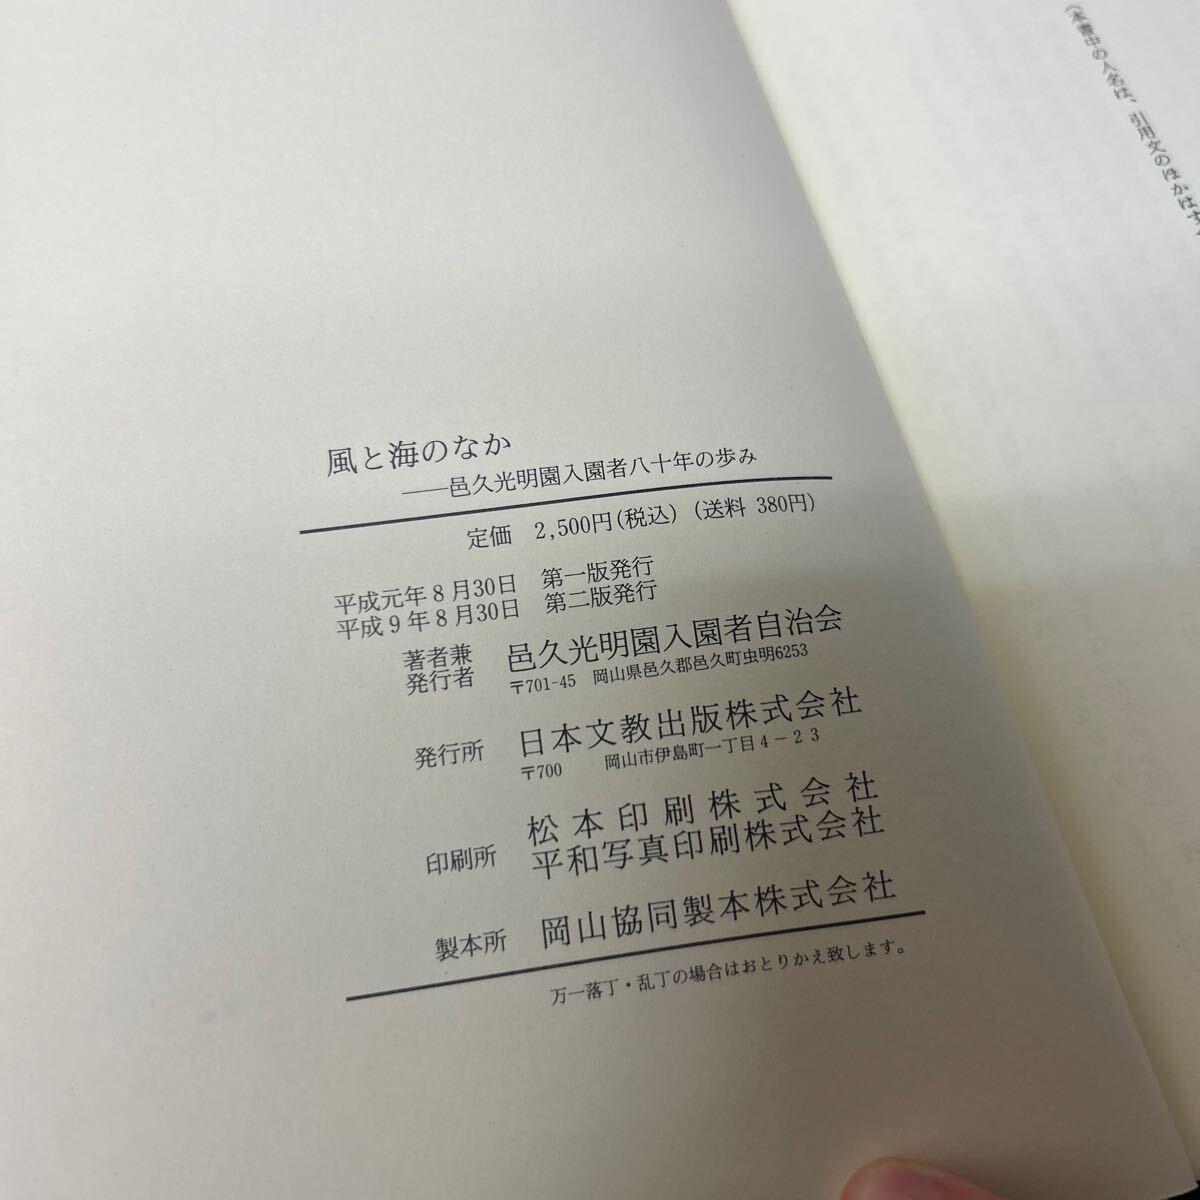 （本書中の人名は、引用文のほかはす
風と海のなか
――邑久光明園入園者八十年の歩み
定価　2,500円(税込)（送料 380円）
平成元年８月30日　第一版発行
平成９年８月30日　第二版発行
著者兼
発行者
邑久光明園入園者自治会
〒701-45　岡山県邑久郡邑久町虫明6253
発行所　日本文教出版株式会社
〒700　　岡山市伊島町一丁目４－２３
印刷所
松本印刷株式会社
平和写真印刷株式会社
製本所　岡山協同製本株式会社
万一落丁・乱丁の場合はおとりかえ致します。